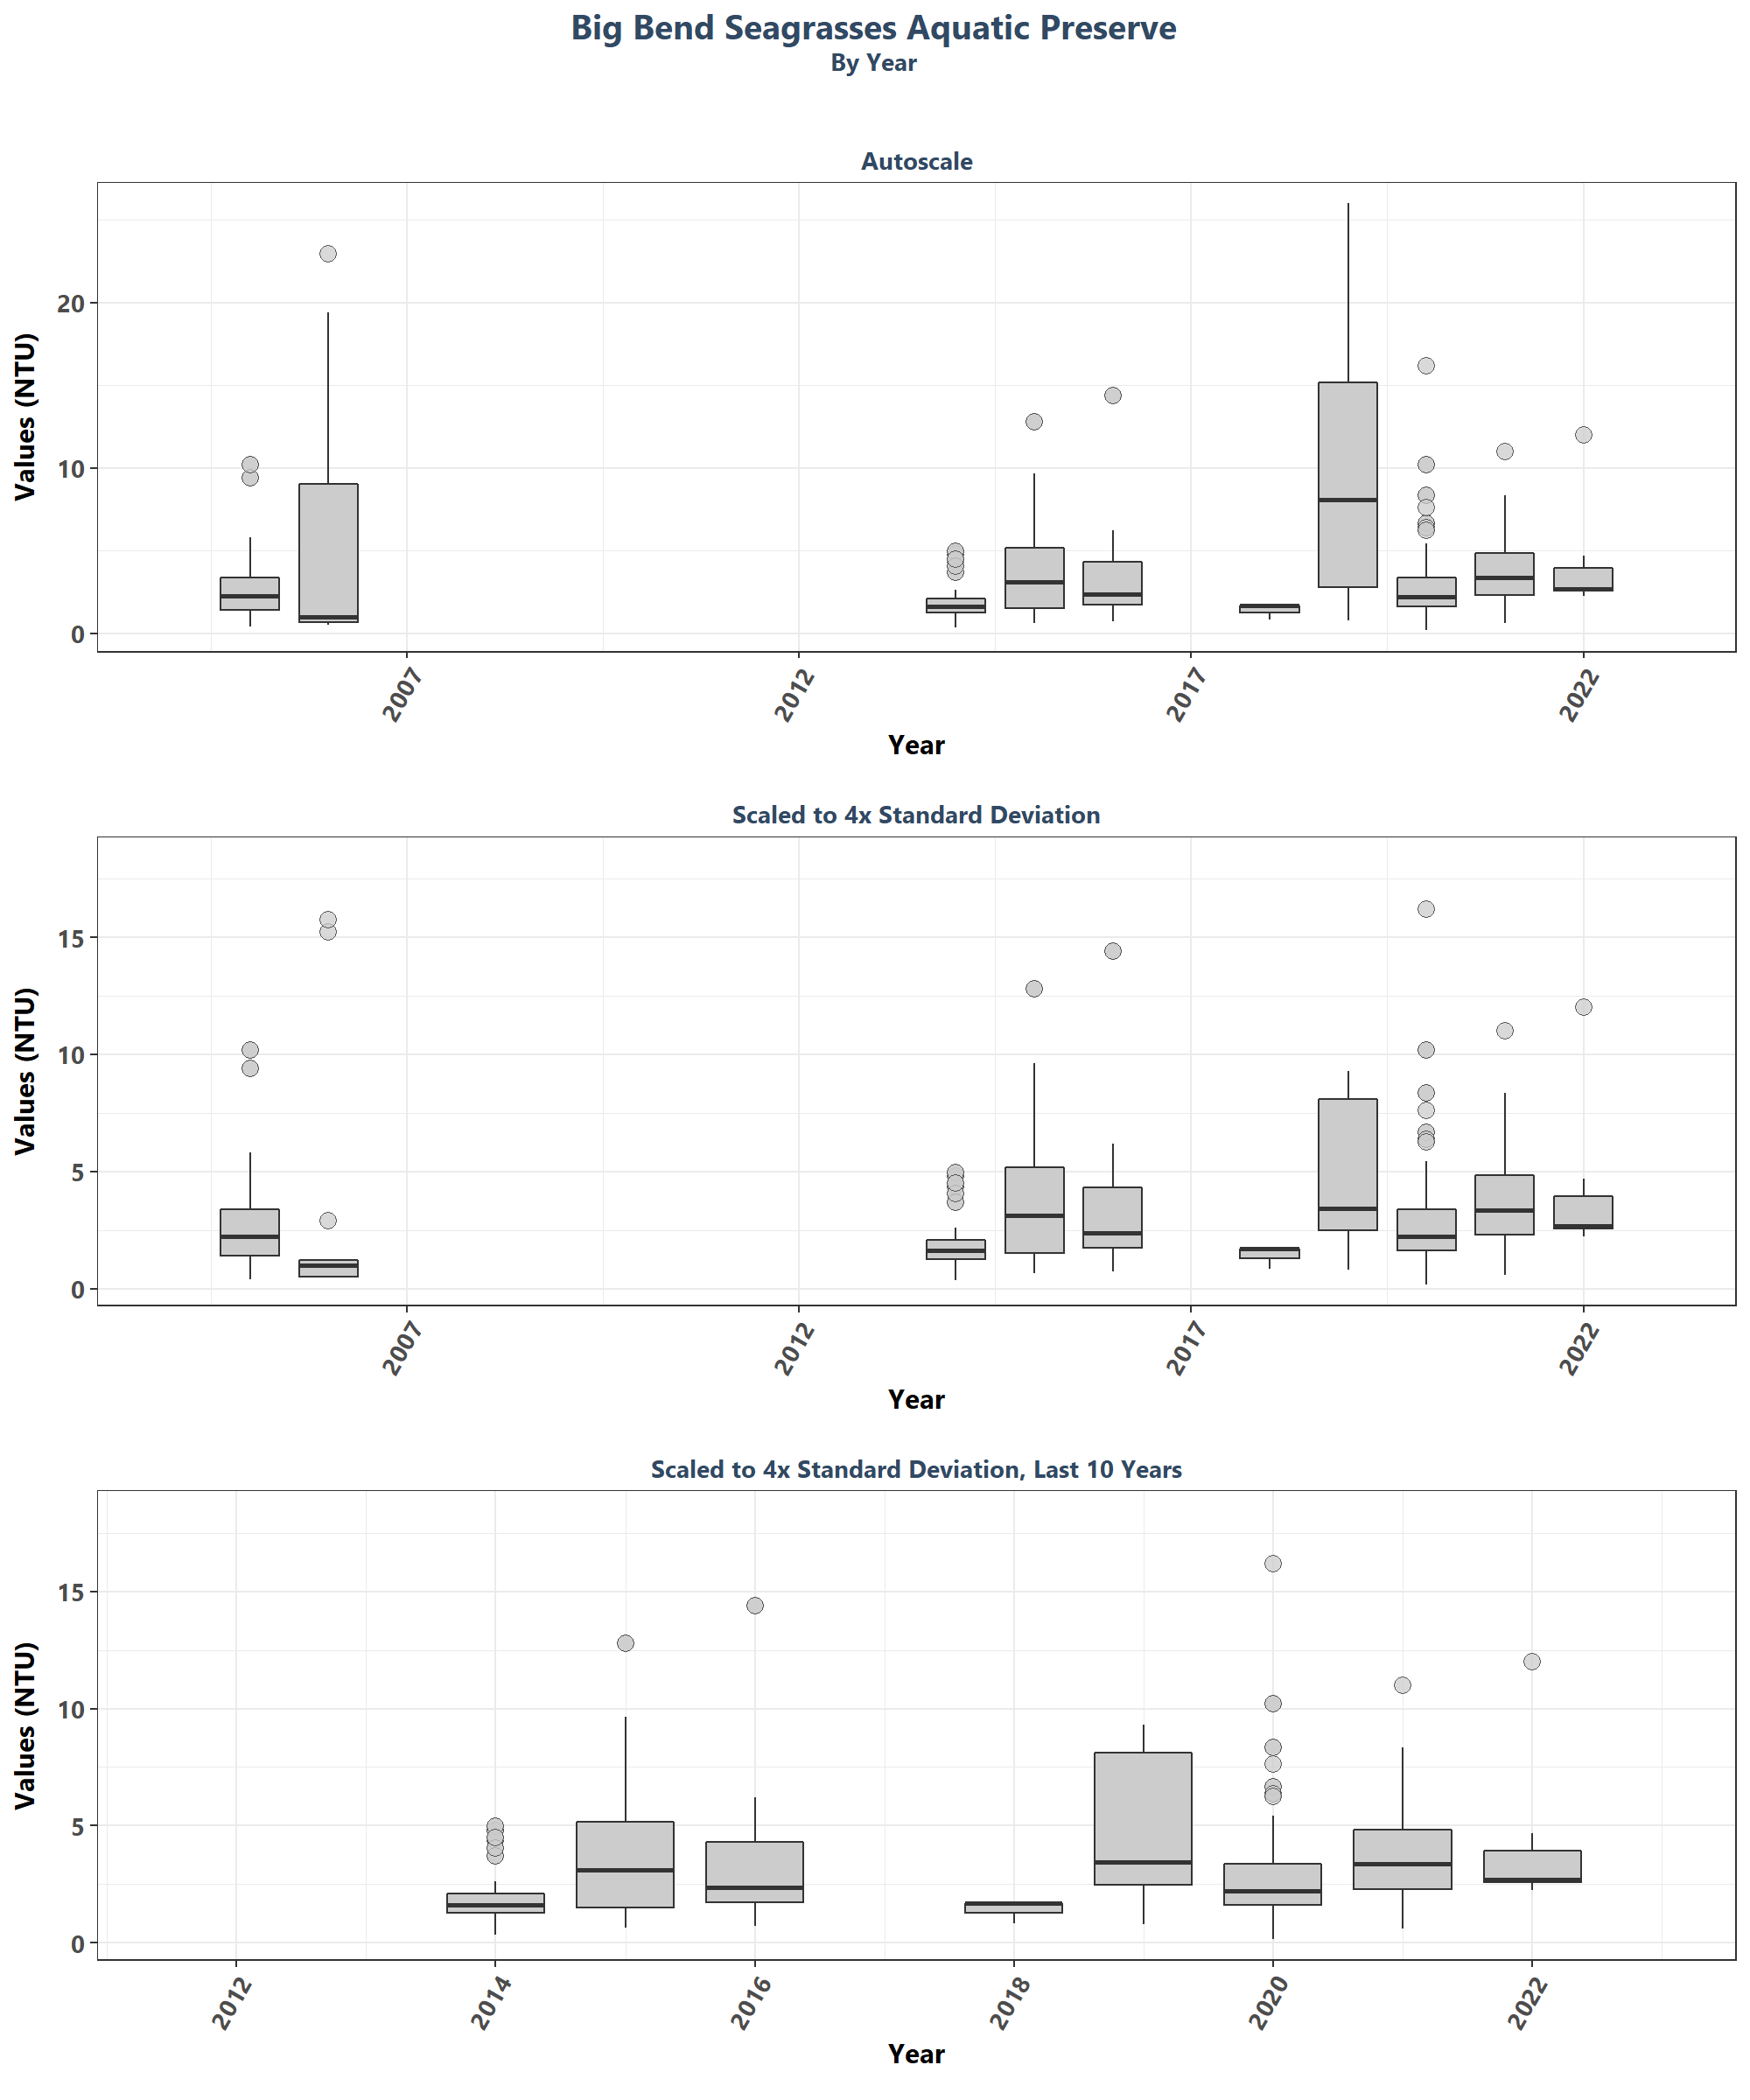 Big Bend Seagrasses Aquatic Preserve
By Year
Autoscale
Values (NTU)
20
10
0
2007
2012
2017
2022
Year
Scaled to 4x Standard Deviation
Values (NTU)
15
10
5
0
2007
2012
2017
2022
Year
Scaled to 4x Standard Deviation, Last 10 Years
Values (NTU)
15
10
5
0
2012
2014
2016
2018
2020
2022
Year